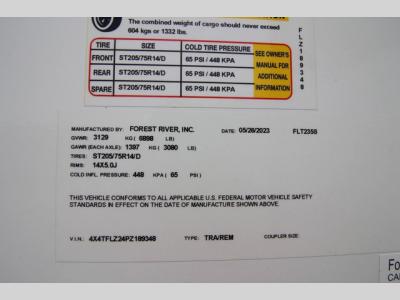 The combined weight of cargo should never exceed
604 kgs or 1332 lbs.
TIRE SIZE COLD TIRE PRESSURE SEE OWNER'S MANUAL FOR ADDITIONAL INFORMATION
FRONT ST205/75R14/D 65 PSI / 448 KPA
REAR ST205/75R14/D 65 PSI / 448 KPA
SPARE ST205/75R14/D 65 PSI / 448 KPA
FLZ189348
MANUFACTURED BY: FOREST RIVER, INC. DATE: 05/26/2023 FLT235S
GVWR: 3129 KG ( 6898 LB)
GAWR (EACH AXLE): 1397 KG ( 3080 LB)
TIRES: ST205/75R14/D
RIMS: 14X5.0J
COLD INFL. PRESSURE: 448 KPA ( 65 PSI )
THIS VEHICLE CONFORMS TO ALL APPLICABLE U.S. FEDERAL MOTOR VEHICLE SAFETY
STANDARDS IN EFFECT ON THE DATE OF MANUFACTURE SHOWN ABOVE.
V.I.N.: 4X4TFLZ24PZ189348 TYPE: TRA/REM COUPLER SIZE:
Fo
CA